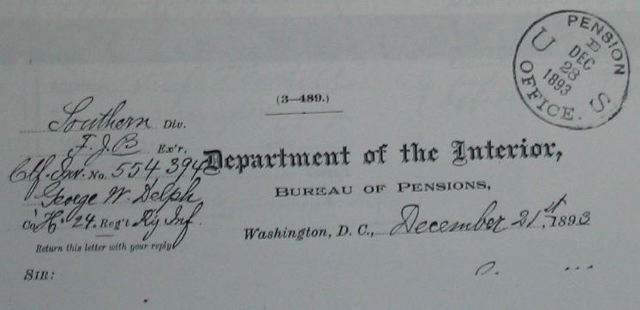 PENSION OFFICE.
U S
E
DEC
28
1893
(3—489.)
Southern Div.
F. J. B Ex'r.
Ctf. Inv. No. 554 394
George W. Delph
Co. H. 24. Reg't Ky Inf.
Return this letter with your reply
Department of the Interior,
BUREAU OF PENSIONS,
Washington, D. C., December 21st, 1893
SIR: